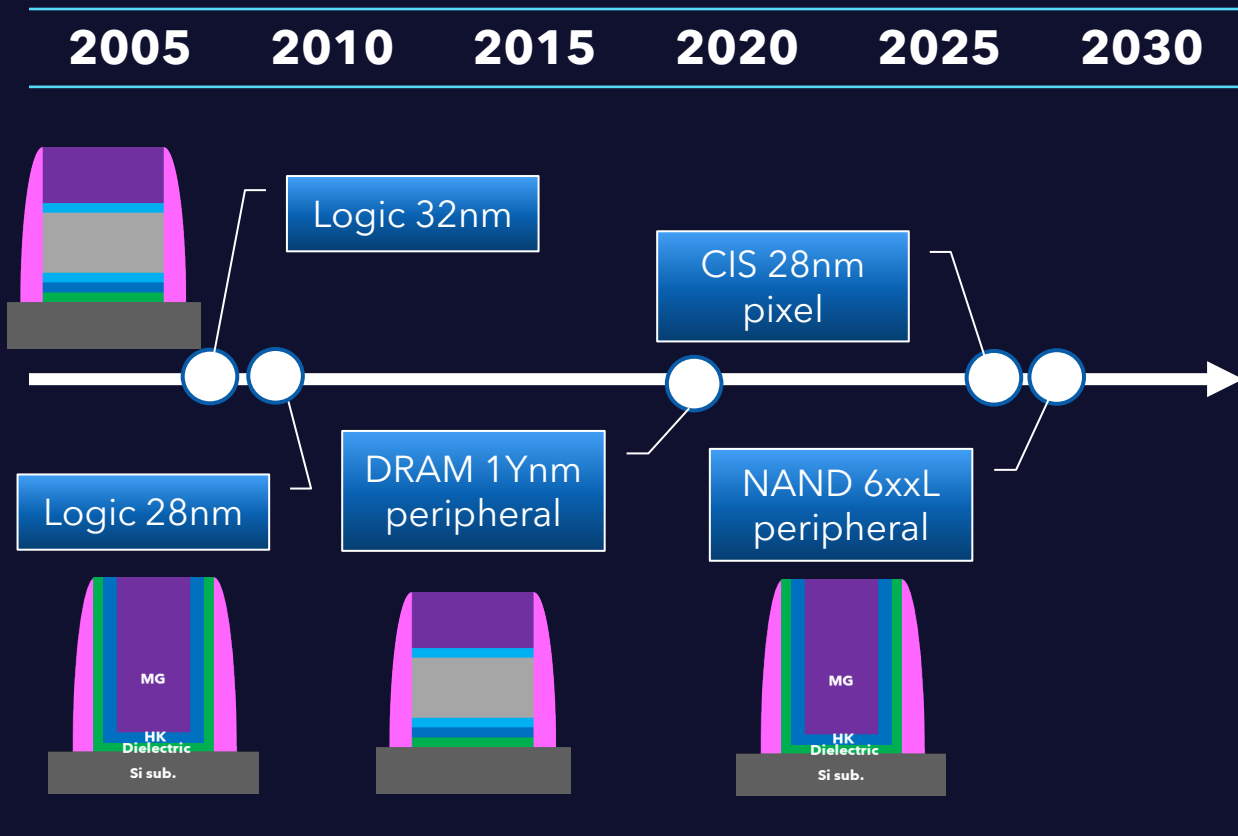 2005 2010 2015 2020 2025 2030
Logic 32nm
CIS 28nm
pixel
Logic 28nm
DRAM 1Ynm
peripheral
NAND 6xxL
peripheral
MG
HK
Dielectric
Si sub.
MG
HK
Dielectric
Si sub.